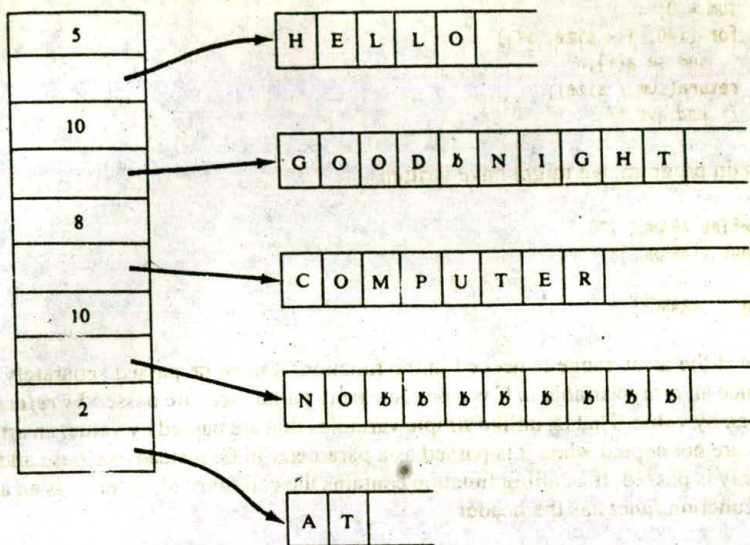 5
H E L L O
10
G O O D ƀ N I G H T
8
C O M P U T E R
10
N O ƀ ƀ ƀ ƀ ƀ ƀ ƀ
2
A T